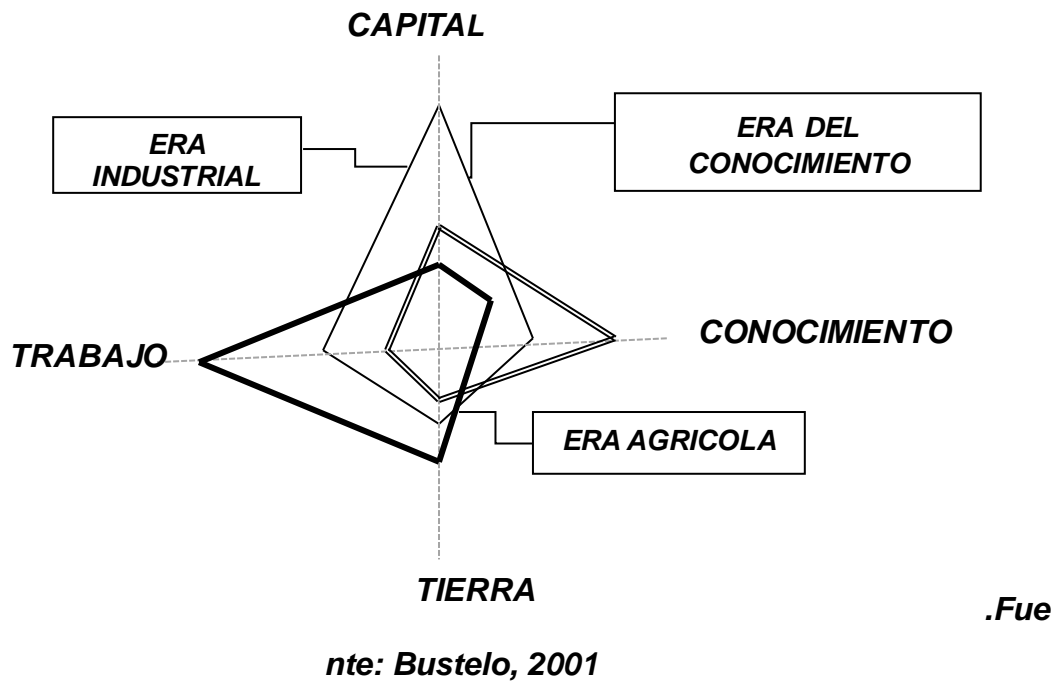 CAPITAL
ERA
INDUSTRIAL
ERA DEL
CONOCIMIENTO
TRABAJO
CONOCIMIENTO
ERA AGRICOLA
TIERRA
.Fue
nte: Bustelo, 2001